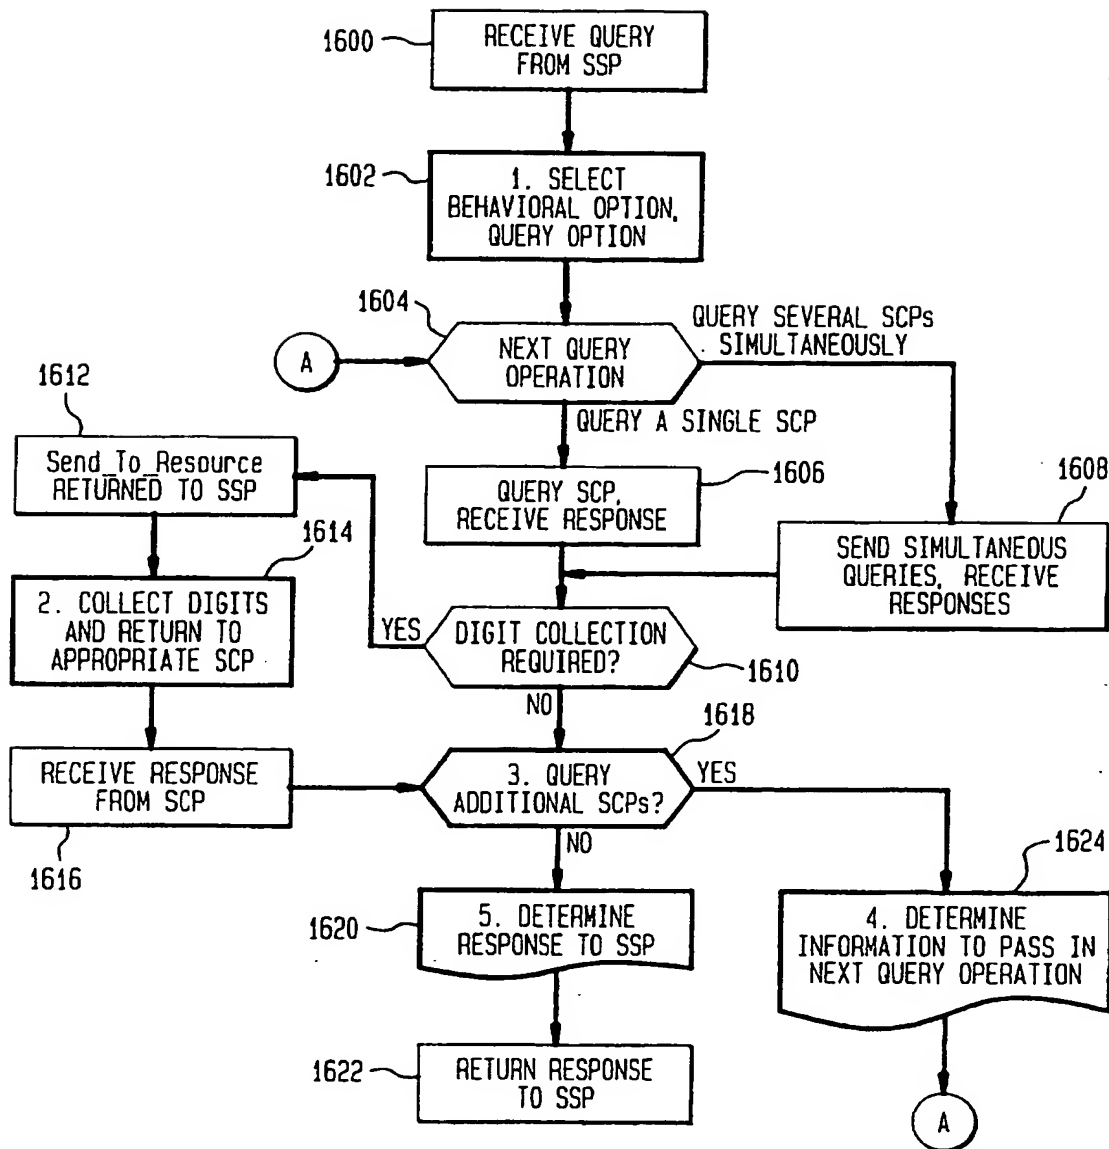 1600
RECEIVE QUERY
FROM SSP
1602
1. SELECT
BEHAVIORAL OPTION,
QUERY OPTION
1604
NEXT QUERY
OPERATION
QUERY SEVERAL SCPs
SIMULTANEOUSLY
A
QUERY A SINGLE SCP
1612
Send_To_Resource
RETURNED TO SSP
1606
QUERY SCP,
RECEIVE RESPONSE
1608
SEND SIMULTANEOUS
QUERIES, RECEIVE
RESPONSES
1614
2. COLLECT DIGITS
AND RETURN TO
APPROPRIATE SCP
YES
DIGIT COLLECTION
REQUIRED?
1610
NO
1618
RECEIVE RESPONSE
FROM SCP
1616
3. QUERY
ADDITIONAL SCPs?
YES
NO
1624
1620
5. DETERMINE
RESPONSE TO SSP
4. DETERMINE
INFORMATION TO PASS IN
NEXT QUERY OPERATION
1622
RETURN RESPONSE
TO SSP
A